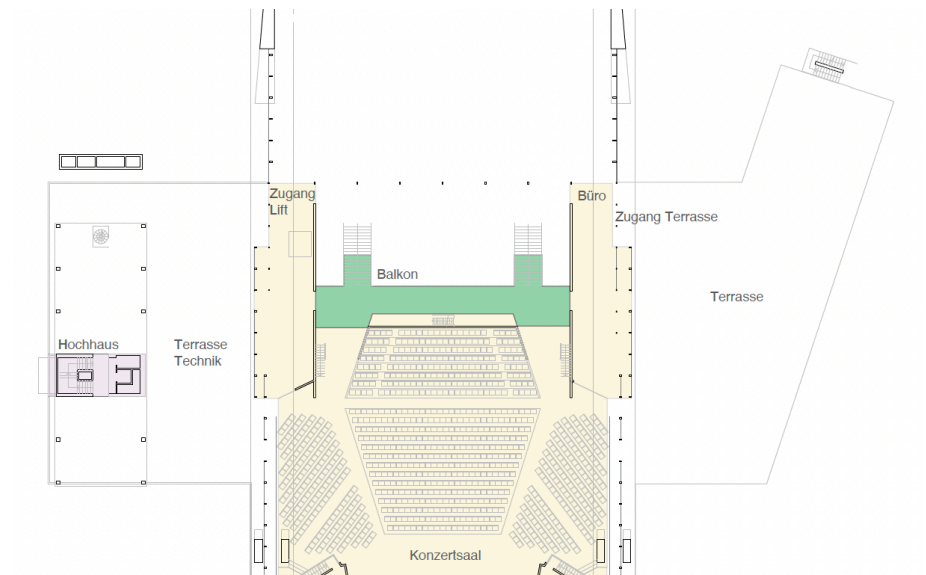 Zugang
Lift
Büro
Zugang Terrasse
Balkon
Terrasse
Hochhaus
Terrasse
Technik
Konzertsaal